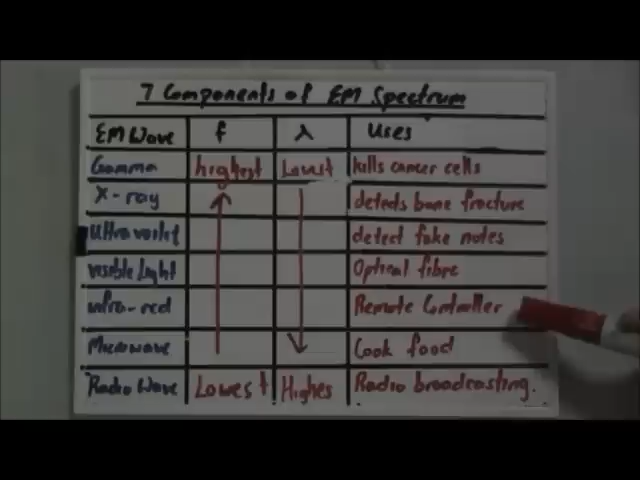 7 Components of EM Spectrum
EM Wave f λ Uses
Gamma highest Lowest kills cancer cells
X-ray detects bone fracture
Ultraviolet detect fake notes
visible light Optical fibre
infra-red Remote Controller
Microwave Cook food
Radio Wave Lowest Highes Radio broadcasting.